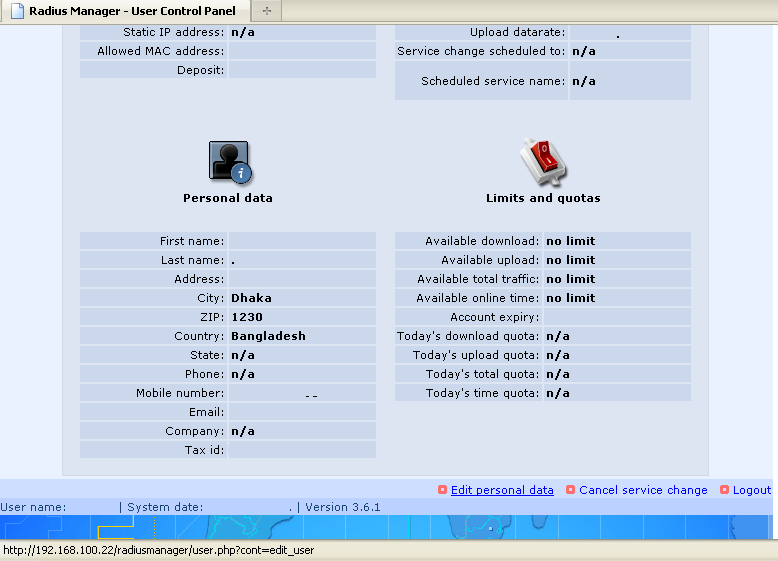 Radius Manager - User Control Panel
Static IP address: n/a
Allowed MAC address:
Deposit:
Upload datarate: .
Service change scheduled to: n/a
Scheduled service name: n/a
Personal data
First name:
Last name: .
Address:
City: Dhaka
ZIP: 1230
Country: Bangladesh
State: n/a
Phone: n/a
Mobile number: --
Email:
Company: n/a
Tax id:
Limits and quotas
Available download: no limit
Available upload: no limit
Available total traffic: no limit
Available online time: no limit
Account expiry:
Today's download quota: n/a
Today's upload quota: n/a
Today's total quota: n/a
Today's time quota: n/a
Edit personal data Cancel service change Logout
User name: | System date: . | Version 3.6.1
http://192.168.100.22/radiusmanager/user.php?cont=edit_user